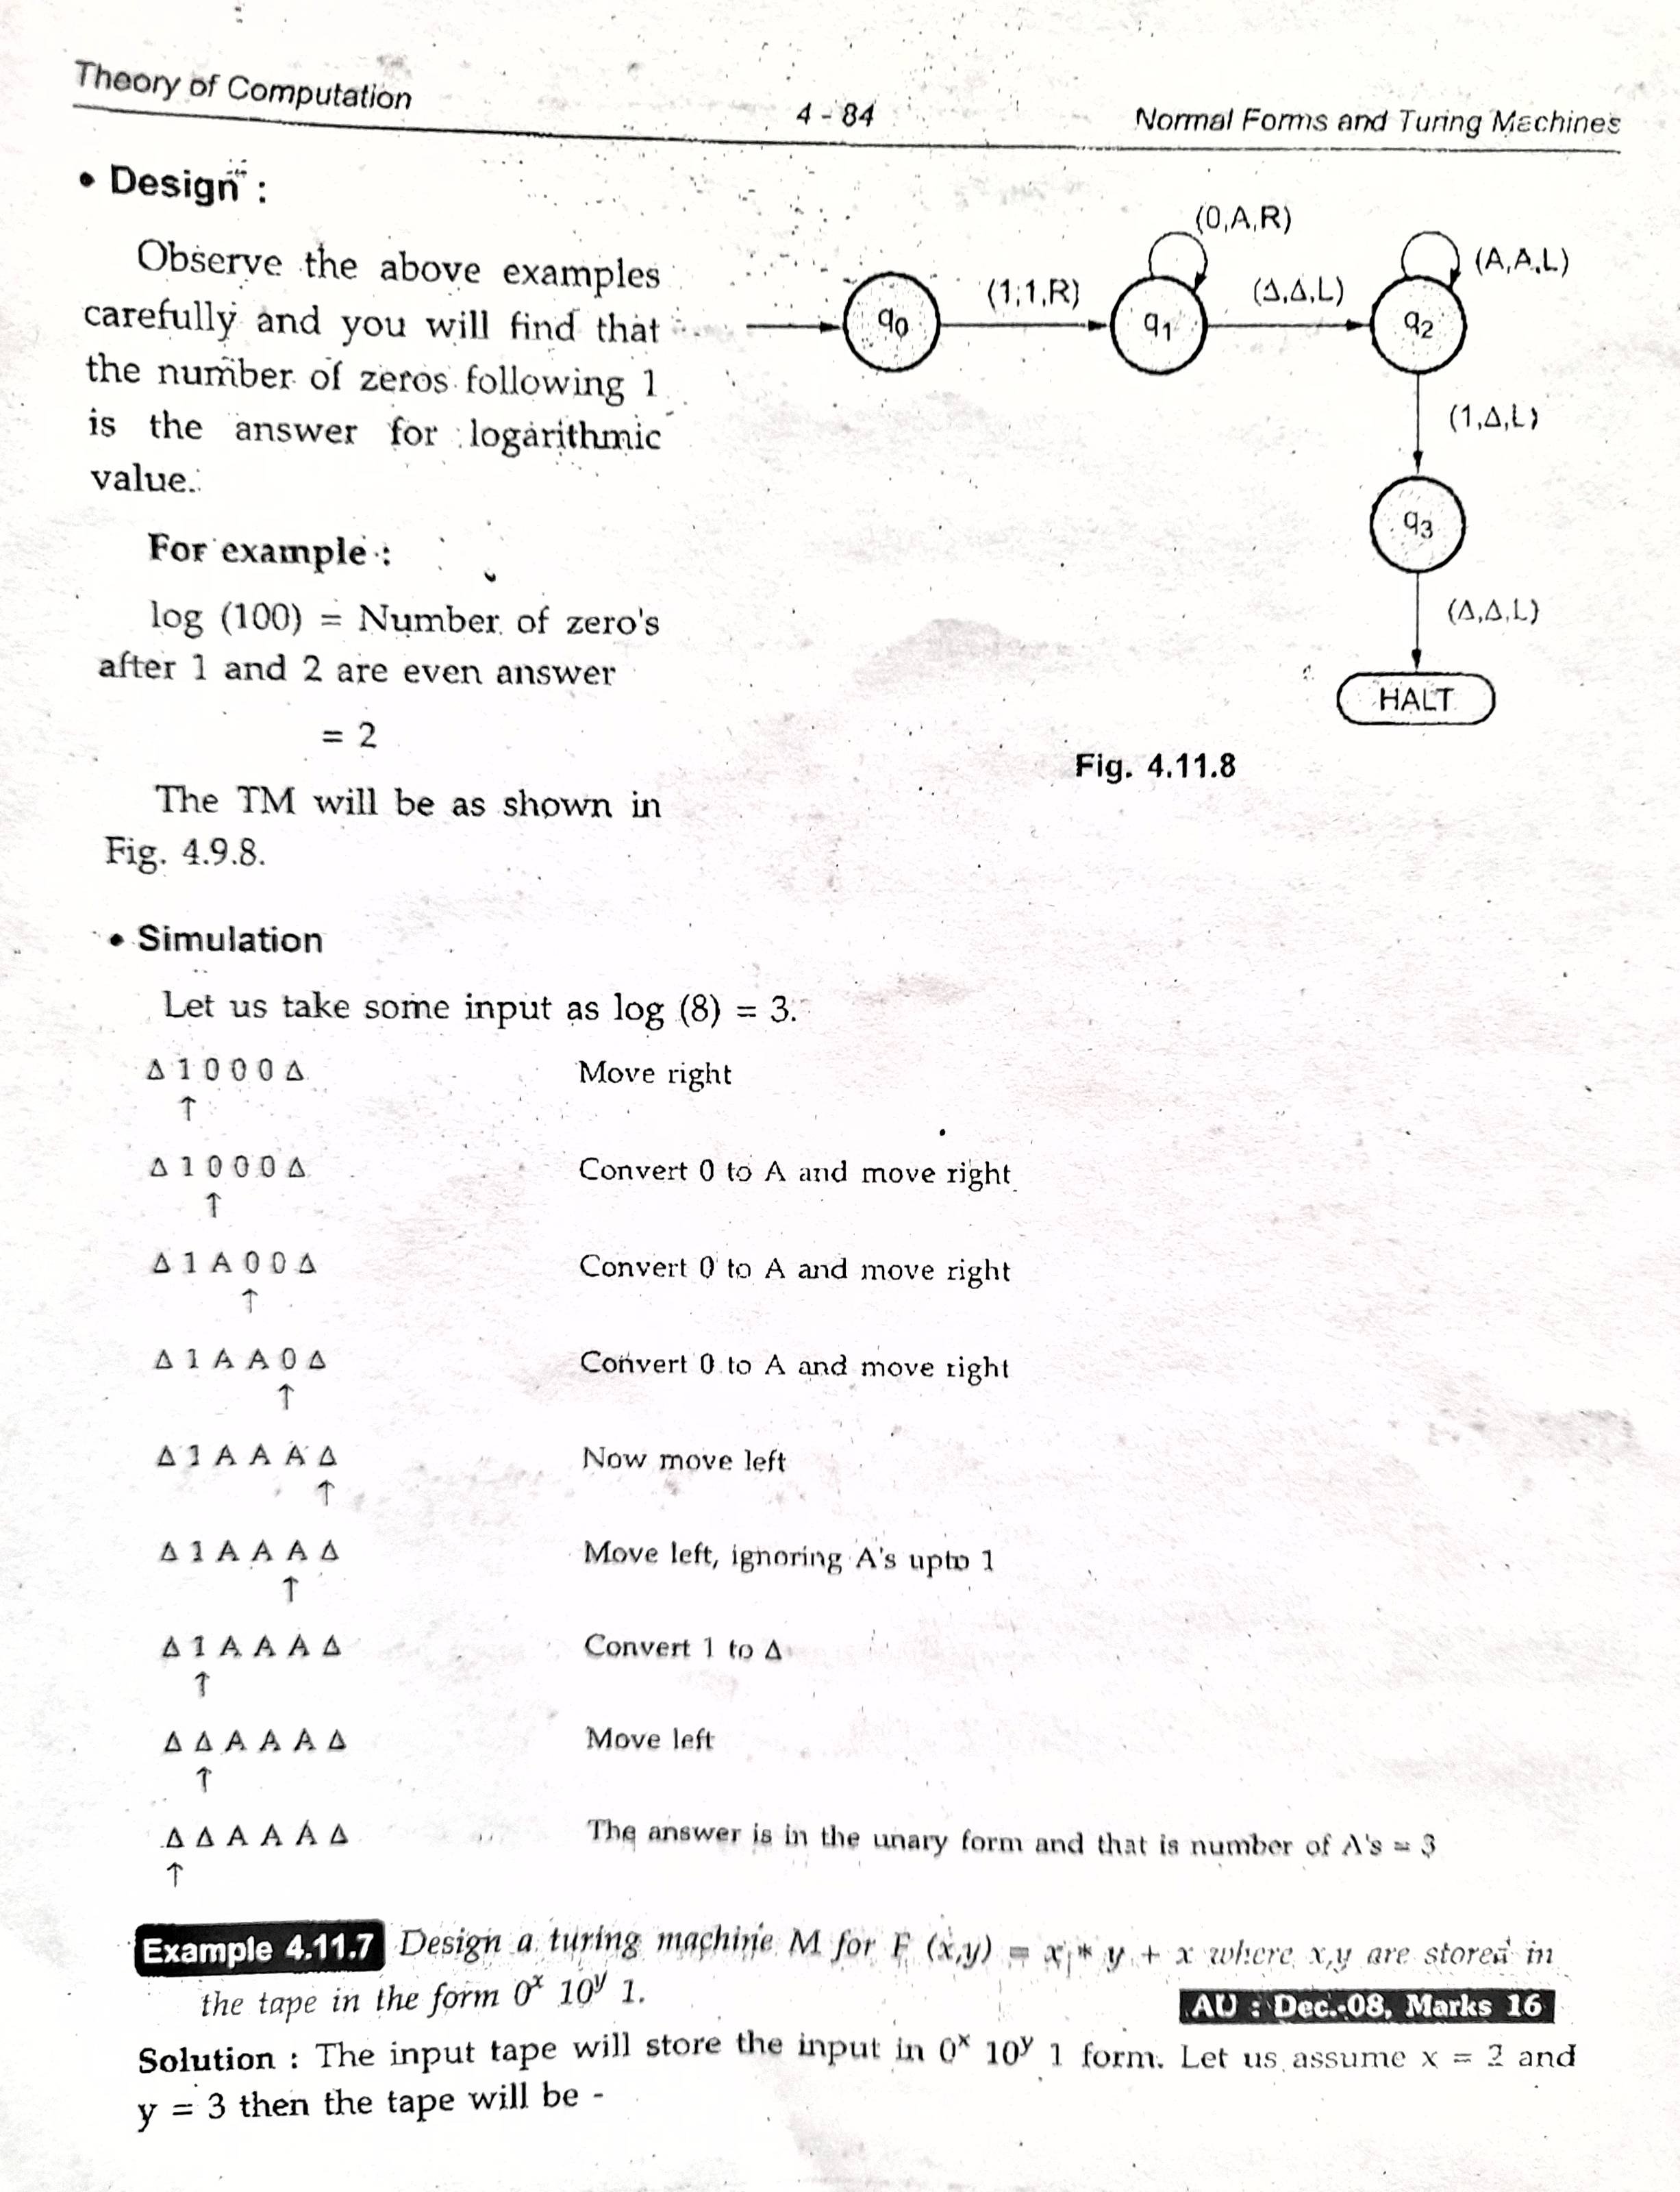 Theory of Computation
4 - 84
Normal Forms and Turing Machines
• Design :
Observe the above examples
carefully and you will find that
the number of zeros following 1
is the answer for logarithmic
value.
For example :
log (100) = Number of zero's
after 1 and 2 are even answer
= 2
The TM will be as shown in
Fig. 4.9.8.
(0,A,R)
(A,A,L)
(1,1,R)
(Δ,Δ,L)
q0
q1
q2
(1,Δ,L)
q3
(Δ,Δ,L)
HALT
Fig. 4.11.8
• Simulation
Let us take some input as log (8) = 3.
Δ 1 0 0 0 Δ Move right
↑
Δ 1 0 0 0 Δ Convert 0 to A and move right
↑
Δ 1 A 0 0 Δ Convert 0 to A and move right
↑
Δ 1 A A 0 Δ Convert 0 to A and move right
↑
Δ 1 A A A Δ Now move left
↑
Δ 1 A A A Δ Move left, ignoring A's upto 1
↑
Δ 1 A A A Δ Convert 1 to Δ
↑
Δ Δ A A A Δ Move left
↑
Δ Δ A A A Δ The answer is in the unary form and that is number of A's = 3
↑
Example 4.11.7 Design a turing machine M for F (x,y) = x * y + x where x,y are stored in
the tape in the form 0ˣ 10ʸ 1.
AU : Dec.-08, Marks 16
Solution : The input tape will store the input in 0ˣ 10ʸ 1 form. Let us assume x = 2 and
y = 3 then the tape will be -